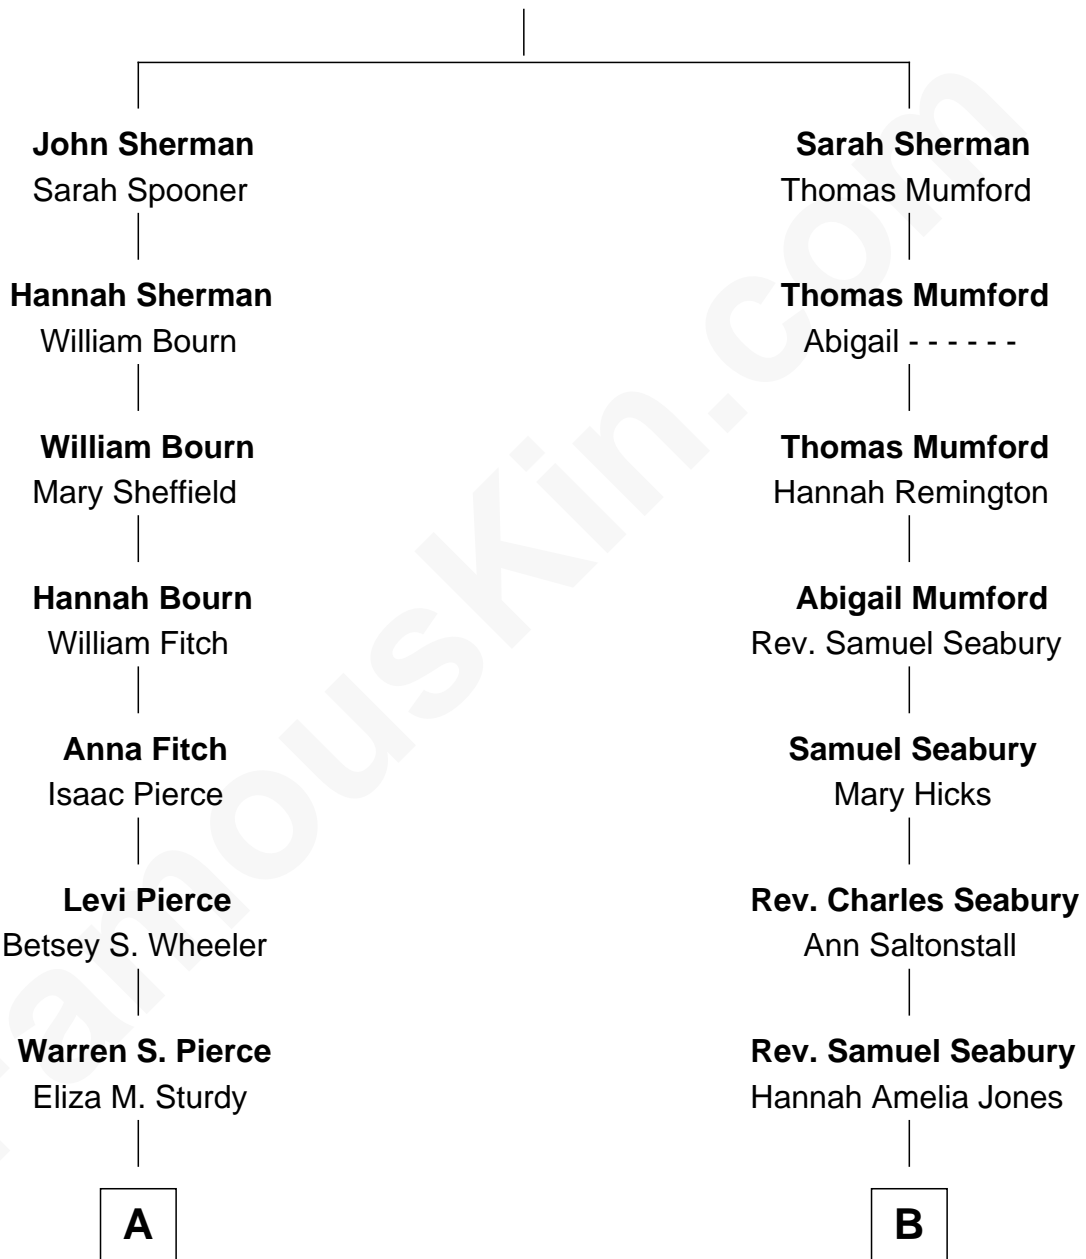 John Sherman
Sarah Spooner
Hannah Sherman
William Bourn
William Bourn
Mary Sheffield
Hannah Bourn
William Fitch
Anna Fitch
Isaac Pierce
Levi Pierce
Betsey S. Wheeler
Warren S. Pierce
Eliza M. Sturdy
A
Sarah Sherman
Thomas Mumford
Thomas Mumford
Abigail - - - - - -
Thomas Mumford
Hannah Remington
Abigail Mumford
Rev. Samuel Seabury
Samuel Seabury
Mary Hicks
Rev. Charles Seabury
Ann Saltonstall
Rev. Samuel Seabury
Hannah Amelia Jones
B
FamousKin.com